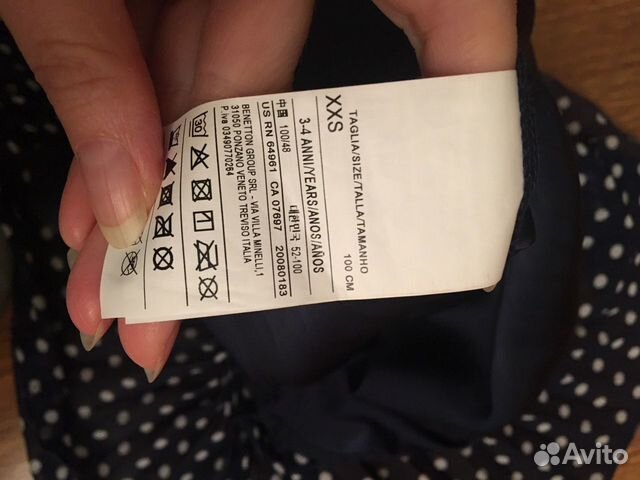 TAGLIA/SIZE/TALLA/TAMANHO
XXS 100 CM
3-4 ANNI/YEARS/ANOS/AÑOS
中国 100/48 대한민국 52-100
US RN 64961 CA 07697 20080183
BENETTON GROUP SRL - VIA VILLA MINELLI,1
31050 PONZANO VENETO TREVISO ITALIA
P.iva 03490770264
30
Avito